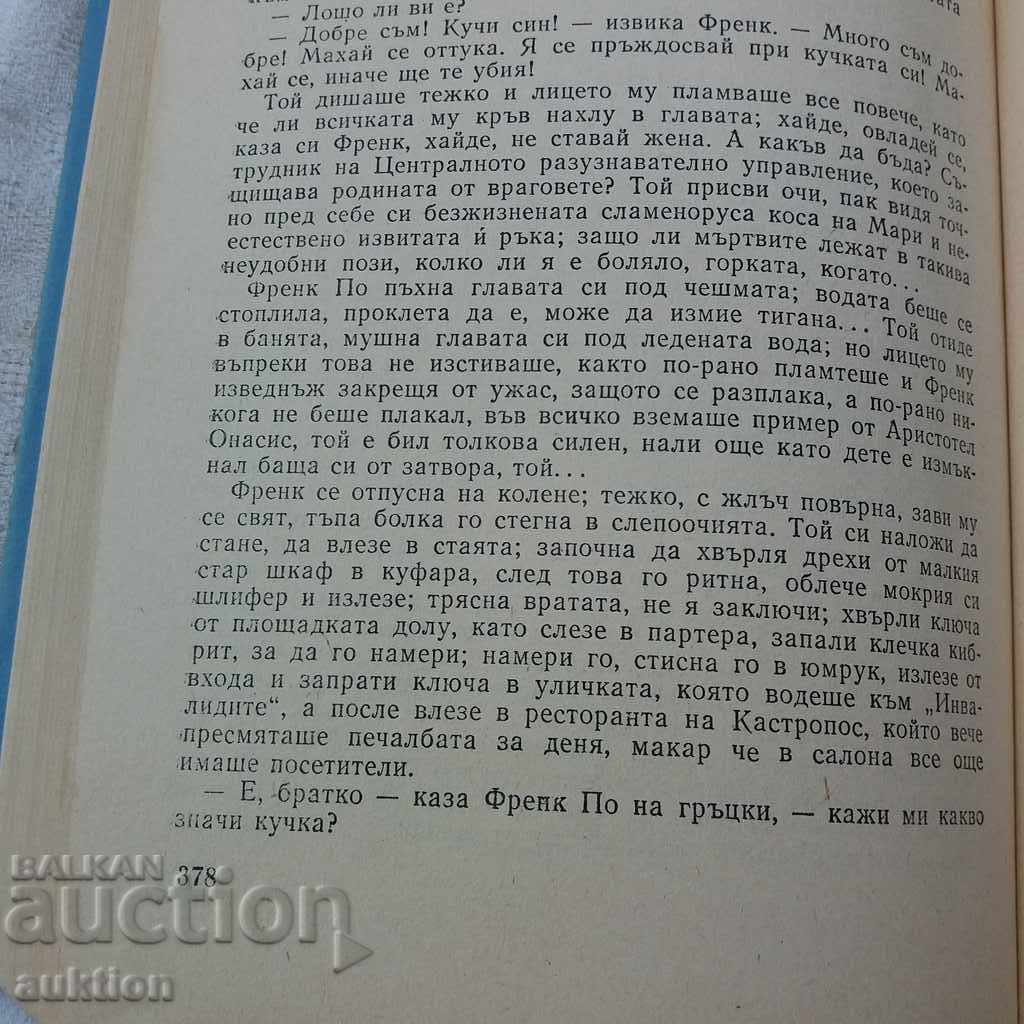 — Лошо ли ви е?
— Добре съм! Кучи син! — извика Френк. — Много съм до-
бре! Махай се оттука. Я се пръждосвай при кучката си! Ма-
хай се, иначе ще те убия!
Той дишаше тежко и лицето му пламваше все повече, като
че ли всичката му кръв нахлу в главата; хайде, овладей се,
каза си Френк, хайде, не ставай жена. А какъв да бъда? Съ-
трудник на Централното разузнавателно управление, което за-
щищава родината от враговете? Той присви очи, пак видя точ-
но пред себе си безжизнената сламеноруса коса на Мари и не-
естествено извитата ѝ ръка; защо ли мъртвите лежат в такива
неудобни пози, колко ли я е боляло, горката, когато...
Френк По пъхна главата си под чешмата; водата беше се
стоплила, проклета да е, може да измие тигана... Той отиде
в банята, мушна главата си под ледената вода; но лицето му
въпреки това не изстиваше, както по-рано пламтеше и Френк
изведнъж закрещя от ужас, защото се разплака, а по-рано ни-
кога не беше плакал, във всичко вземаше пример от Аристотел
Онасис, той е бил толкова силен, нали още като дете е измък-
нал баща си от затвора, той...
Френк се отпусна на колене; тежко, с жлъч повърна, зави му
се свят, тъпа болка го стегна в слепоочията. Той си наложи да
стане, да влезе в стаята; започна да хвърля дрехи от малкия
стар шкаф в куфара, след това го ритна, облече мокрия си
шлифер и излезе; трясна вратата, не я заключи; хвърли ключа
от площадката долу, като слезе в партера, запали клечка киб-
рит, за да го намери; намери го, стисна го в юмрук, излезе от
входа и запрати ключа в уличката, която водеше към „Инва-
лидите“, а после влезе в ресторанта на Кастропос, който вече
пресмяташе печалбата за деня, макар че в салона все още
имаше посетители.
— Е, братко — каза Френк По на гръцки, — кажи ми какво
значи кучка?
378
BALKAN
auction
auktion